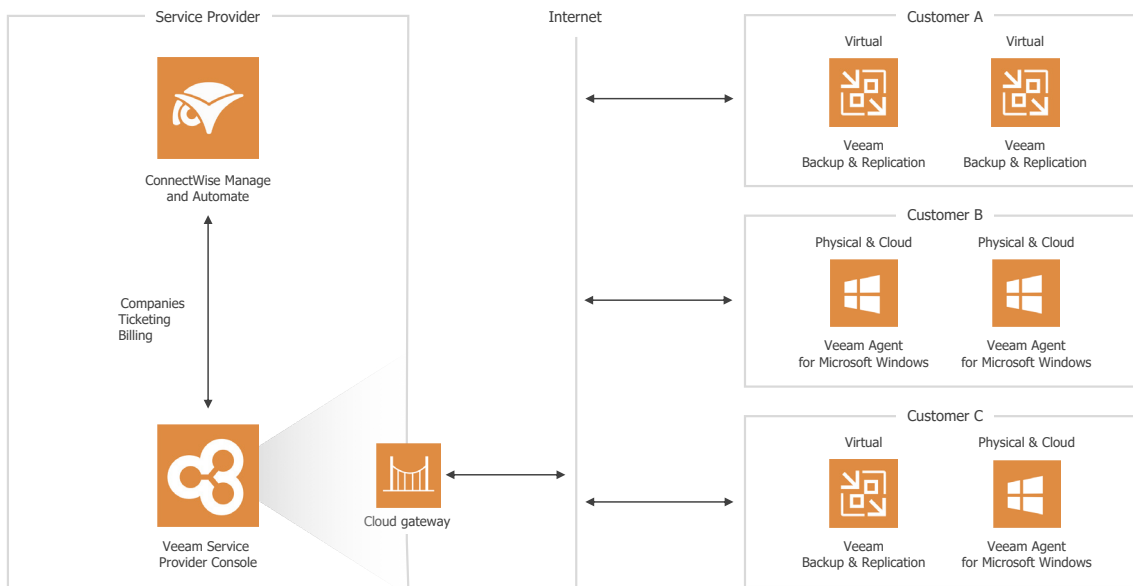 Service Provider
ConnectWise Manage
and Automate
Companies
Ticketing
Billing
Veeam Service
Provider Console
Cloud gateway
Internet
Customer A
Virtual
Veeam
Backup & Replication
Virtual
Veeam
Backup & Replication
Customer B
Physical & Cloud
Veeam Agent
for Microsoft Windows
Physical & Cloud
Veeam Agent
for Microsoft Windows
Customer C
Virtual
Veeam
Backup & Replication
Physical & Cloud
Veeam Agent
for Microsoft Windows